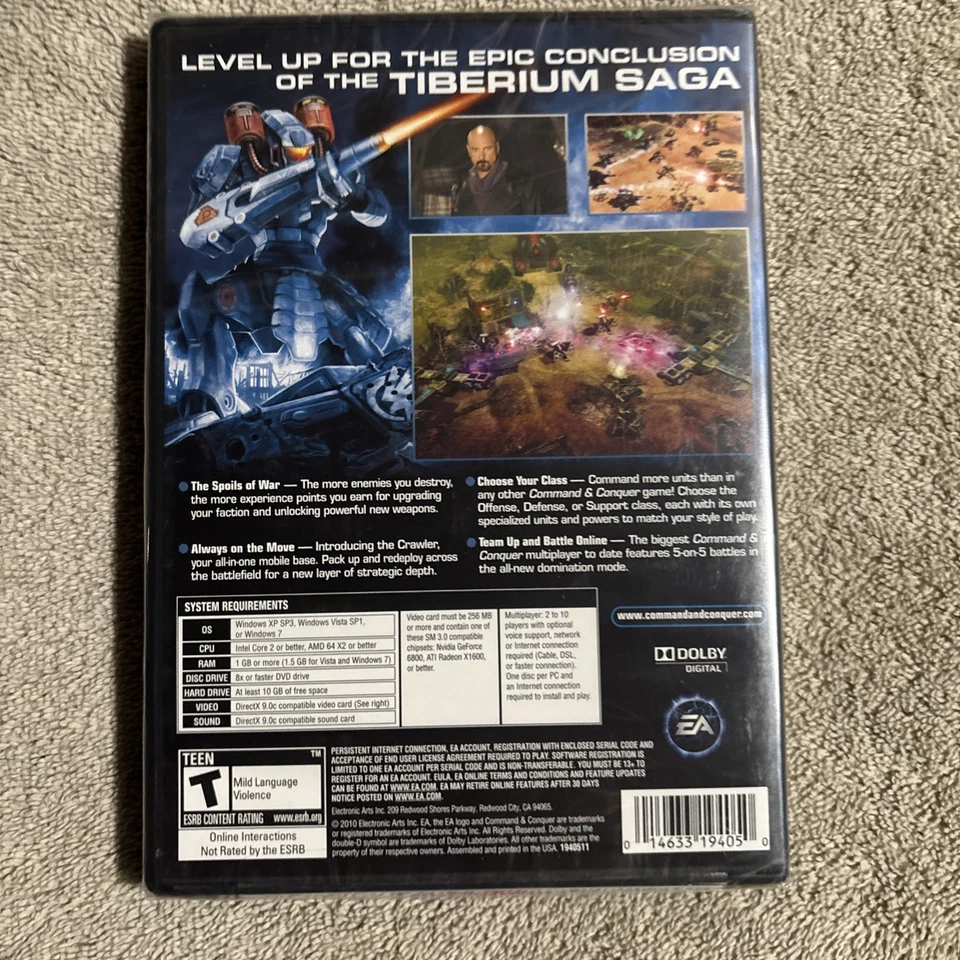 LEVEL UP FOR THE EPIC CONCLUSION
OF THE TIBERIUM SAGA
The Spoils of War — The more enemies you destroy,
the more experience points you earn for upgrading
your faction and unlocking powerful new weapons.
Always on the Move — Introducing the Crawler,
your all-in-one mobile base. Pack up and redeploy across
the battlefield for a new layer of strategic depth.
Choose Your Class — Command more units than in
any other Command & Conquer game! Choose the
Offense, Defense, or Support class, each with its own
specialized units and powers to match your style of play.
Team Up and Battle Online — The biggest Command &
Conquer multiplayer to date features 5-on-5 battles in
the all-new domination mode.
SYSTEM REQUIREMENTS
OS Windows XP SP3, Windows Vista SP1,
or Windows 7
CPU Intel Core 2 or better, AMD 64 X2 or better
RAM 1 GB or more (1.5 GB for Vista and Windows 7)
DISC DRIVE 8x or faster DVD drive
HARD DRIVE At least 10 GB of free space
VIDEO DirectX 9.0c compatible video card (See right)
SOUND DirectX 9.0c compatible sound card
Video card must be 256 MB
or more and contain one of
these SM 3.0 compatible
chipsets: Nvidia GeForce
6800, ATI Radeon X1600,
or better.
Multiplayer: 2 to 10
players with optional
voice support, network
or Internet connection
required (Cable, DSL,
or faster connection).
One disc per PC and
an Internet connection
required to install and play.
www.commandandconquer.com
DOLBY
DIGITAL
EA
TEEN ™
T
Mild Language
Violence
ESRB CONTENT RATING www.esrb.org
Online Interactions
Not Rated by the ESRB
PERSISTENT INTERNET CONNECTION, EA ACCOUNT, REGISTRATION WITH ENCLOSED SERIAL CODE AND
ACCEPTANCE OF END USER LICENSE AGREEMENT REQUIRED TO PLAY. SOFTWARE REGISTRATION IS
LIMITED TO ONE EA ACCOUNT PER SERIAL CODE AND IS NON-TRANSFERABLE. YOU MUST BE 13+ TO
REGISTER FOR AN EA ACCOUNT. EULA, EA ONLINE TERMS AND CONDITIONS AND FEATURE UPDATES
CAN BE FOUND AT WWW.EA.COM. EA MAY RETIRE ONLINE FEATURES AFTER 30 DAYS
NOTICE POSTED ON WWW.EA.COM.
Electronic Arts Inc. 209 Redwood Shores Parkway, Redwood City, CA 94065.
© 2010 Electronic Arts Inc. EA, the EA logo and Command & Conquer are trademarks
or registered trademarks of Electronic Arts Inc. All Rights Reserved. Dolby and the
double-D symbol are trademarks of Dolby Laboratories. All other trademarks are the
property of their respective owners. Assembled and printed in the USA. 1940511
0 14633 19405 0